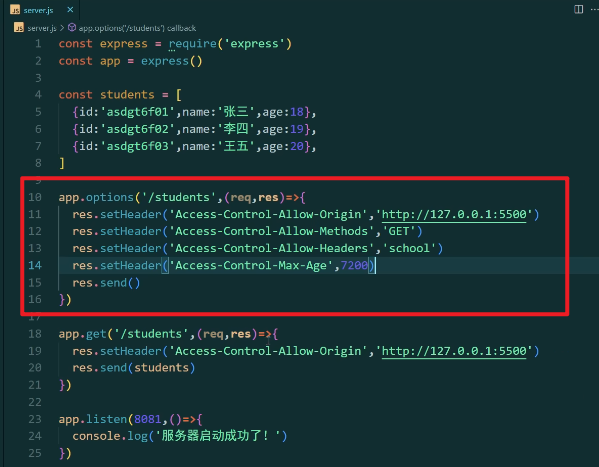 server.js
server.js > app.options('/students') callback
1 const express = require('express')
2 const app = express()
3
4 const students = [
5 {id:'asdgt6f01',name:'张三',age:18},
6 {id:'asdgt6f02',name:'李四',age:19},
7 {id:'asdgt6f03',name:'王五',age:20},
8 ]
9
10 app.options('/students',(req,res)=>{
11 res.setHeader('Access-Control-Allow-Origin','http://127.0.0.1:5500')
12 res.setHeader('Access-Control-Allow-Methods','GET')
13 res.setHeader('Access-Control-Allow-Headers','school')
14 res.setHeader('Access-Control-Max-Age',7200)
15 res.send()
16 })
17
18 app.get('/students',(req,res)=>{
19 res.setHeader('Access-Control-Allow-Origin','http://127.0.0.1:5500')
20 res.send(students)
21 })
22
23 app.listen(8081,()=>{
24 console.log('服务器启动成功了！')
25 })